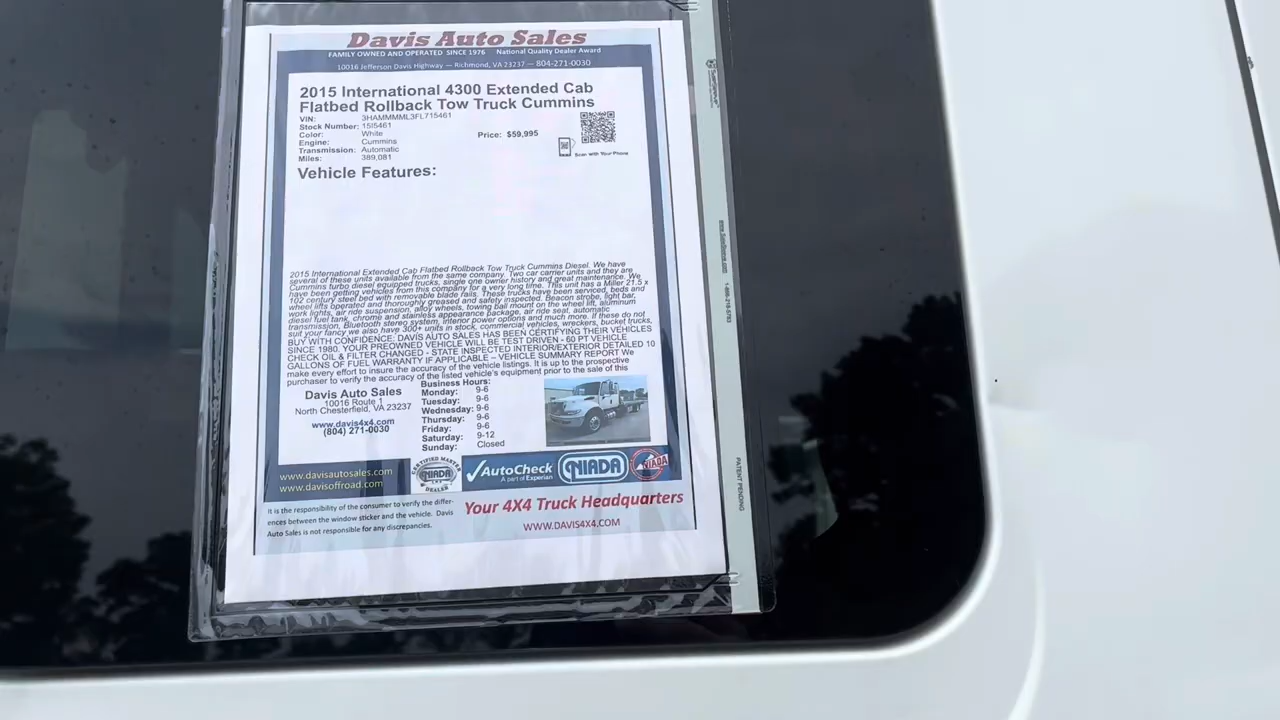 Davis Auto Sales
FAMILY OWNED AND OPERATED SINCE 1976 National Quality Dealer Award
10016 Jefferson Davis Highway — Richmond, VA 23237 — 804-271-0030
2015 International 4300 Extended Cab
Flatbed Rollback Tow Truck Cummins
VIN: 3HAMMMML3FL715461
Stock Number: 15I5461
Color: White
Engine: Cummins
Transmission: Automatic
Miles: 389,081
Price: $59,995
Scan with Your Phone
Vehicle Features:
2015 International Extended Cab Flatbed Rollback Tow Truck Cummins Diesel. We have
several of these units available from the same company. Two car carrier units and they are
Cummins turbo diesel equipped trucks, single one owner history and great maintenance. We
have been getting vehicles from this company for a very long time. This unit has a Miller 21.5 x
102 century steel bed with removable blade rails. These trucks have been serviced, beds and
wheel lifts operated and thoroughly greased and safety inspected. Beacon strobe, light bar,
work lights, air ride suspension, alloy wheels, towing ball mount on the wheel lift, aluminum
diesel fuel tank, chrome and stainless appearance package, air ride seat, automatic
transmission, Bluetooth stereo system, interior power options and much more. If these do not
suit your fancy we also have 300+ units in stock, commercial vehicles, wreckers, bucket trucks,
BUY WITH CONFIDENCE: DAVIS AUTO SALES HAS BEEN CERTIFYING THEIR VEHICLES
SINCE 1980. YOUR PREOWNED VEHICLE WILL BE TEST DRIVEN - 60 PT VEHICLE
CHECK OIL & FILTER CHANGED - STATE INSPECTED INTERIOR/EXTERIOR DETAILED 10
GALLONS OF FUEL WARRANTY IF APPLICABLE – VEHICLE SUMMARY REPORT We
make every effort to insure the accuracy of the vehicle listings. It is up to the prospective
purchaser to verify the accuracy of the listed vehicle's equipment prior to the sale of this
Davis Auto Sales
10016 Route 1
North Chesterfield, VA 23237
www.davis4x4.com
(804) 271-0030
Business Hours:
Monday: 9-6
Tuesday: 9-6
Wednesday: 9-6
Thursday: 9-6
Friday: 9-6
Saturday: 9-12
Sunday: Closed
www.davisautosales.com
www.davisoffroad.com
CERTIFIED MASTER
NIADA
DEALER
AutoCheck
A part of Experian
NIADA
NIADA
It is the responsibility of the consumer to verify the differ-
ences between the window sticker and the vehicle. Davis
Auto Sales is not responsible for any discrepancies.
Your 4X4 Truck Headquarters
WWW.DAVIS4X4.COM
PATENT PENDING